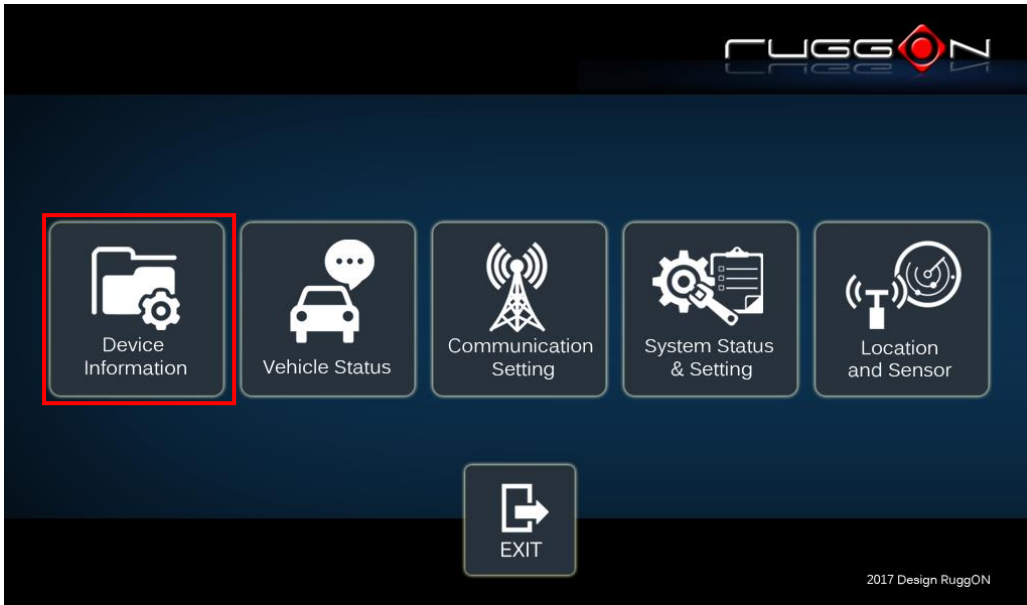 ruggon
Device
Information
Vehicle Status
Communication
Setting
System Status
& Setting
Location
and Sensor
EXIT
2017 Design RuggON